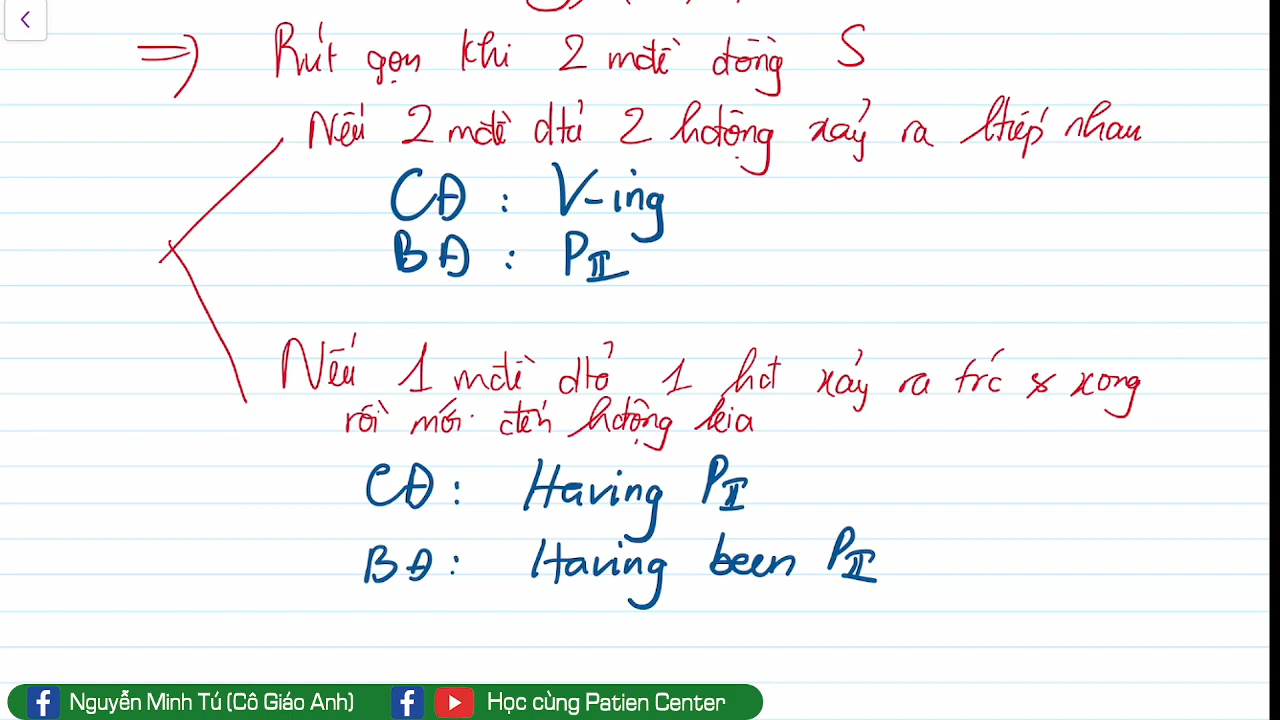 => Rút gọn khi 2 mđề đồng S
Nếu 2 mđề dtả 2 hđộng xảy ra ltiếp nhau
CĐ : V-ing
BĐ : PII
Nếu 1 mđề dtả 1 hđ xảy ra trc & xong
rồi mới đến hđộng kia
CĐ : Having PII
BĐ : Having been PII
Nguyễn Minh Tú (Cô Giáo Anh) Học cùng Patien Center